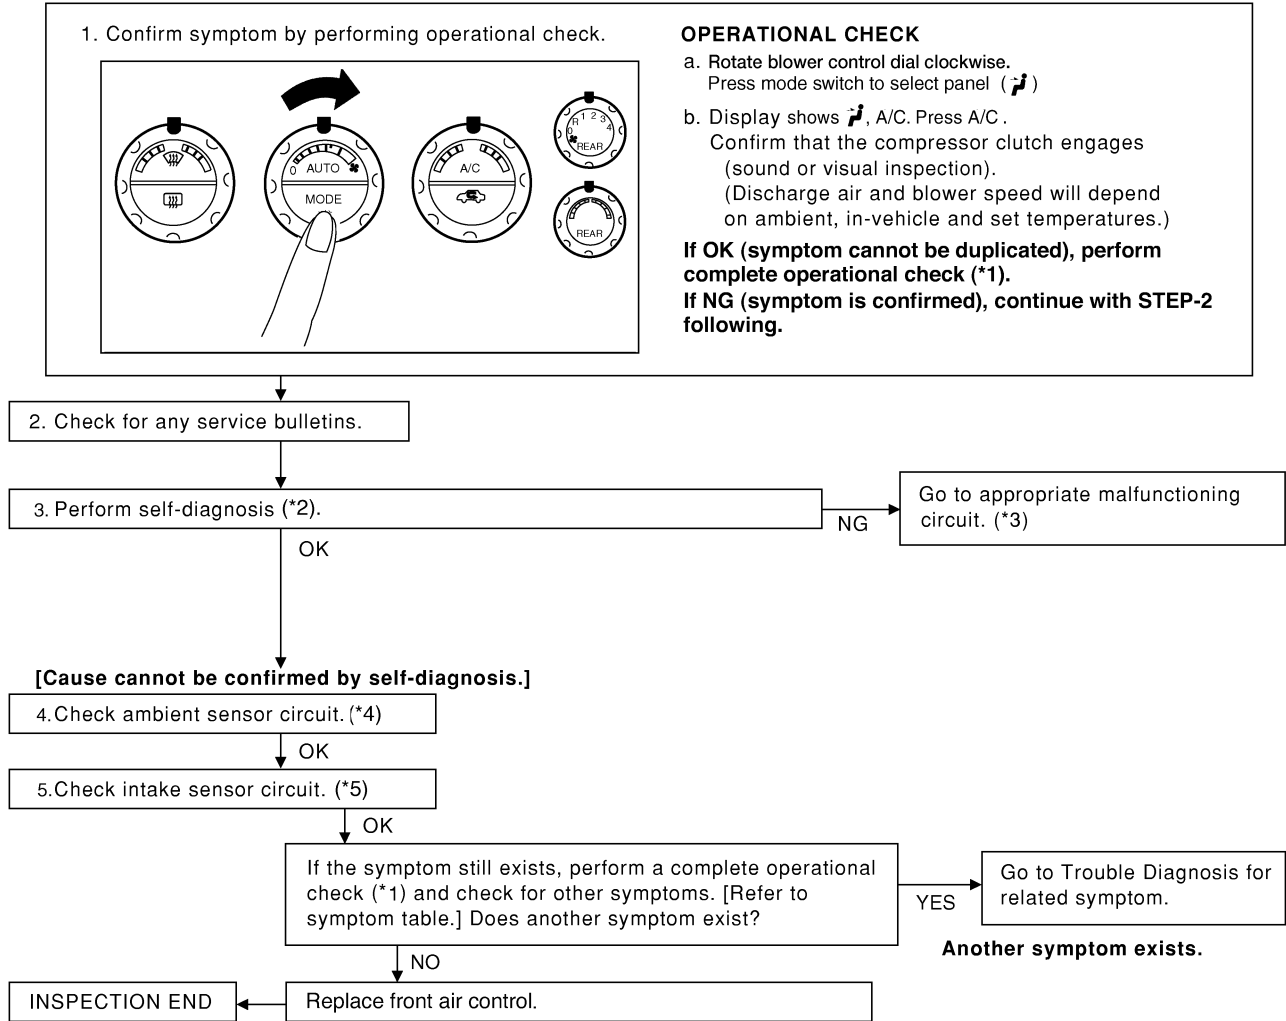 1. Confirm symptom by performing operational check.
0 AUTO
MODE
A/C
0 R 1 2 3 4
REAR
REAR
OPERATIONAL CHECK
a. Rotate blower control dial clockwise.
Press mode switch to select panel ( )
b. Display shows , A/C. Press A/C .
Confirm that the compressor clutch engages
(sound or visual inspection).
(Discharge air and blower speed will depend
on ambient, in-vehicle and set temperatures.)
If OK (symptom cannot be duplicated), perform
complete operational check (*1).
If NG (symptom is confirmed), continue with STEP-2
following.
2. Check for any service bulletins.
3. Perform self-diagnosis (*2).
NG
Go to appropriate malfunctioning
circuit. (*3)
OK
[Cause cannot be confirmed by self-diagnosis.]
4.Check ambient sensor circuit. (*4)
OK
5.Check intake sensor circuit. (*5)
OK
If the symptom still exists, perform a complete operational
check (*1) and check for other symptoms. [Refer to
symptom table.] Does another symptom exist?
YES
Go to Trouble Diagnosis for
related symptom.
Another symptom exists.
NO
Replace front air control.
INSPECTION END